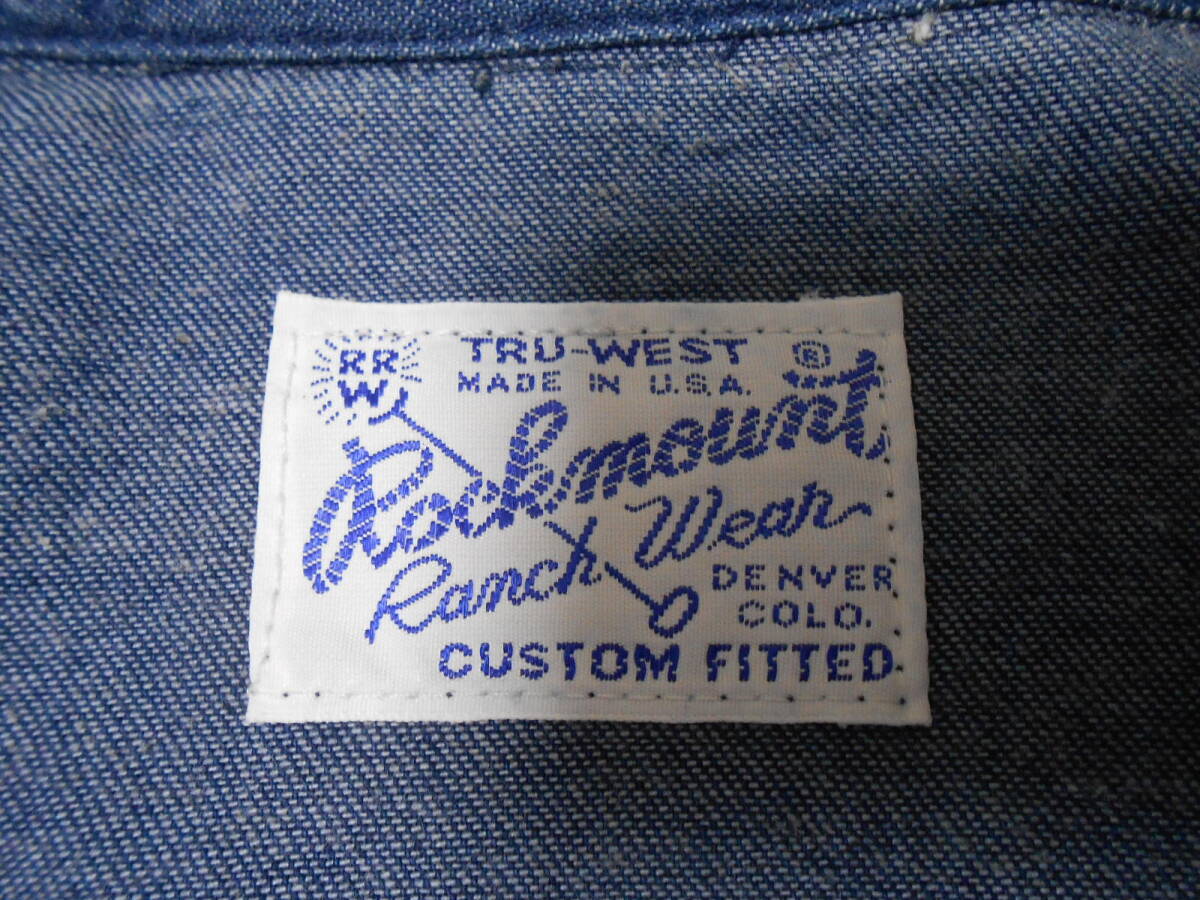 RR
W
TRU-WEST ®
MADE IN U.S.A.
Rockmount
Ranch Wear
DENVER
COLO.
CUSTOM FITTED